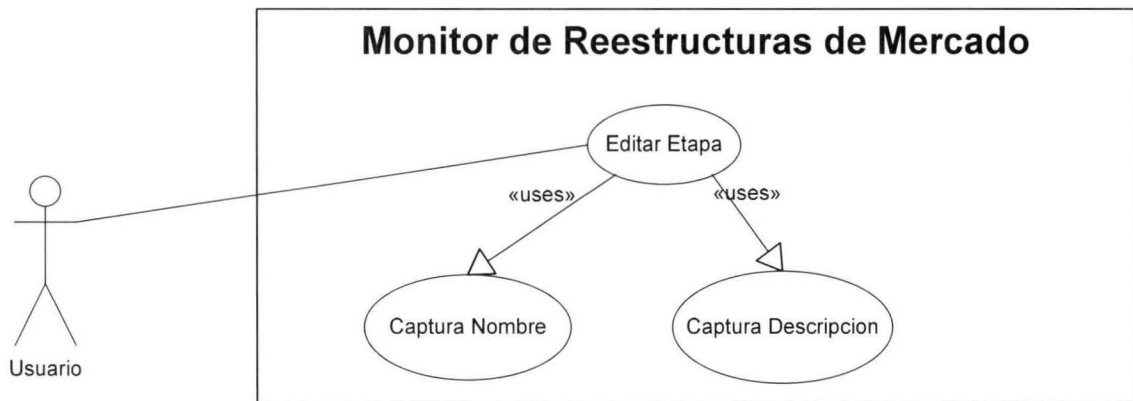 Monitor de Reestructuras de Mercado
Editar Etapa
«uses»
«uses»
Captura Nombre
Captura Descripcion
Usuario